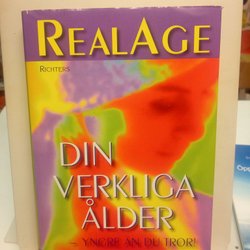 REALAGE
RICHTERS
DIN
VERKLIGA
ÅLDER
– YNGRE ÄN DU TROR!